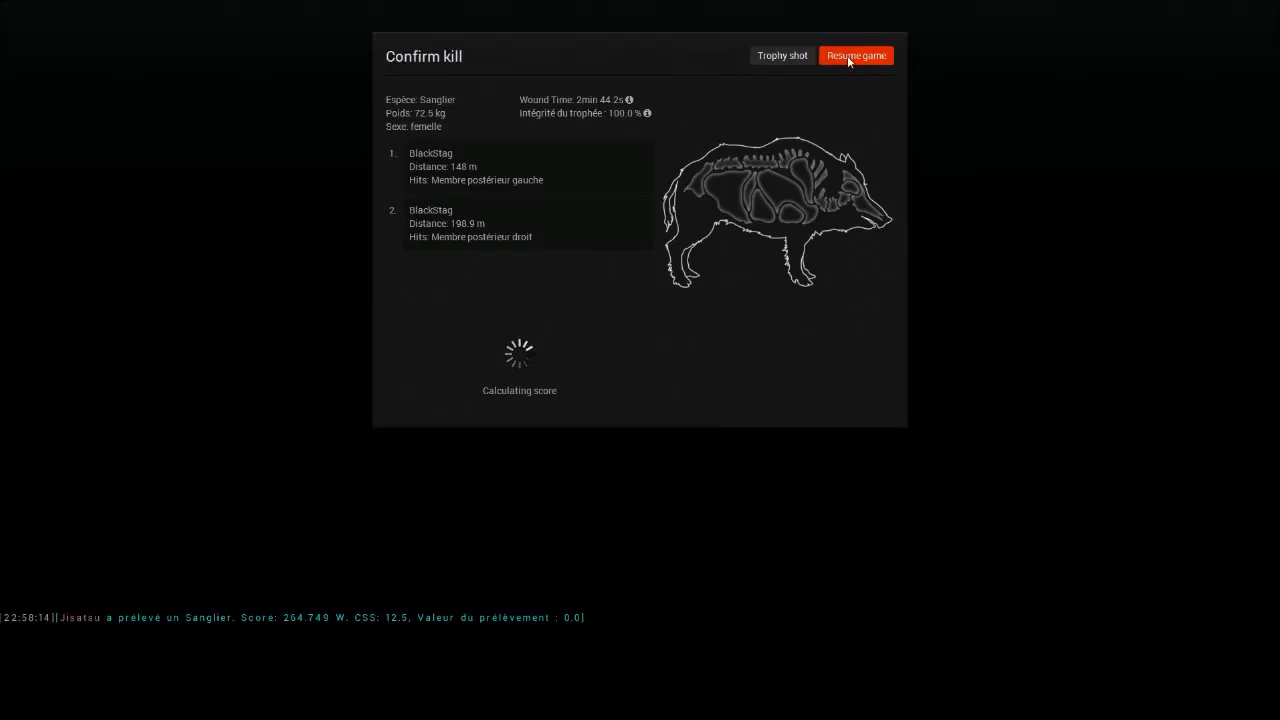 Confirm kill
Trophy shot
Resume game
Espèce: Sanglier
Poids: 72.5 kg
Sexe: femelle
Wound Time: 2min 44.2s
Intégrité du trophée : 100.0 %
1. BlackStag
Distance: 148 m
Hits: Membre postérieur gauche
2. BlackStag
Distance: 198.9 m
Hits: Membre postérieur droit
Calculating score
[22:58:14][Jisatsu a prélevé un Sanglier. Score: 264.749 W. CSS: 12.5, Valeur du prélèvement : 0.0]